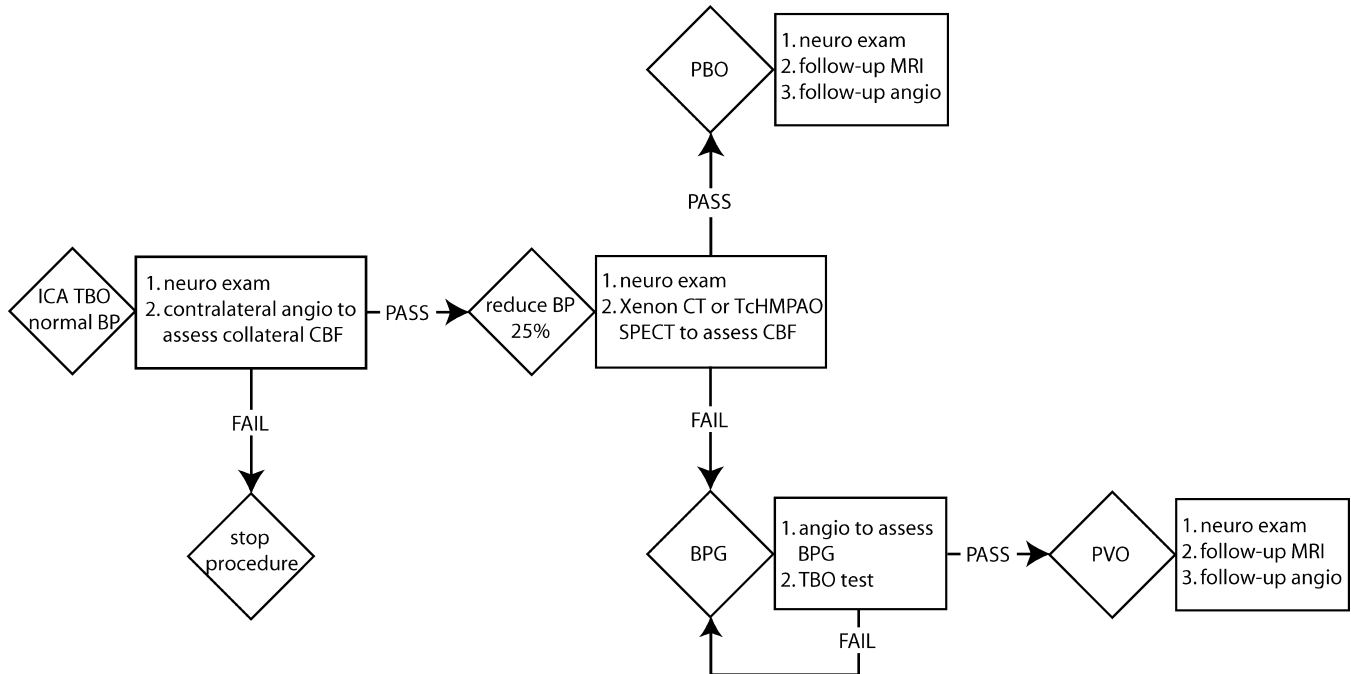 PBO
1. neuro exam
2. follow-up MRI
3. follow-up angio
PASS
ICA TBO
normal BP
1. neuro exam
2. contralateral angio to
assess collateral CBF
PASS
reduce BP
25%
1. neuro exam
2. Xenon CT or TcHMPAO
SPECT to assess CBF
FAIL
FAIL
stop
procedure
BPG
1. angio to assess
BPG
2. TBO test
PASS
PVO
1. neuro exam
2. follow-up MRI
3. follow-up angio
FAIL